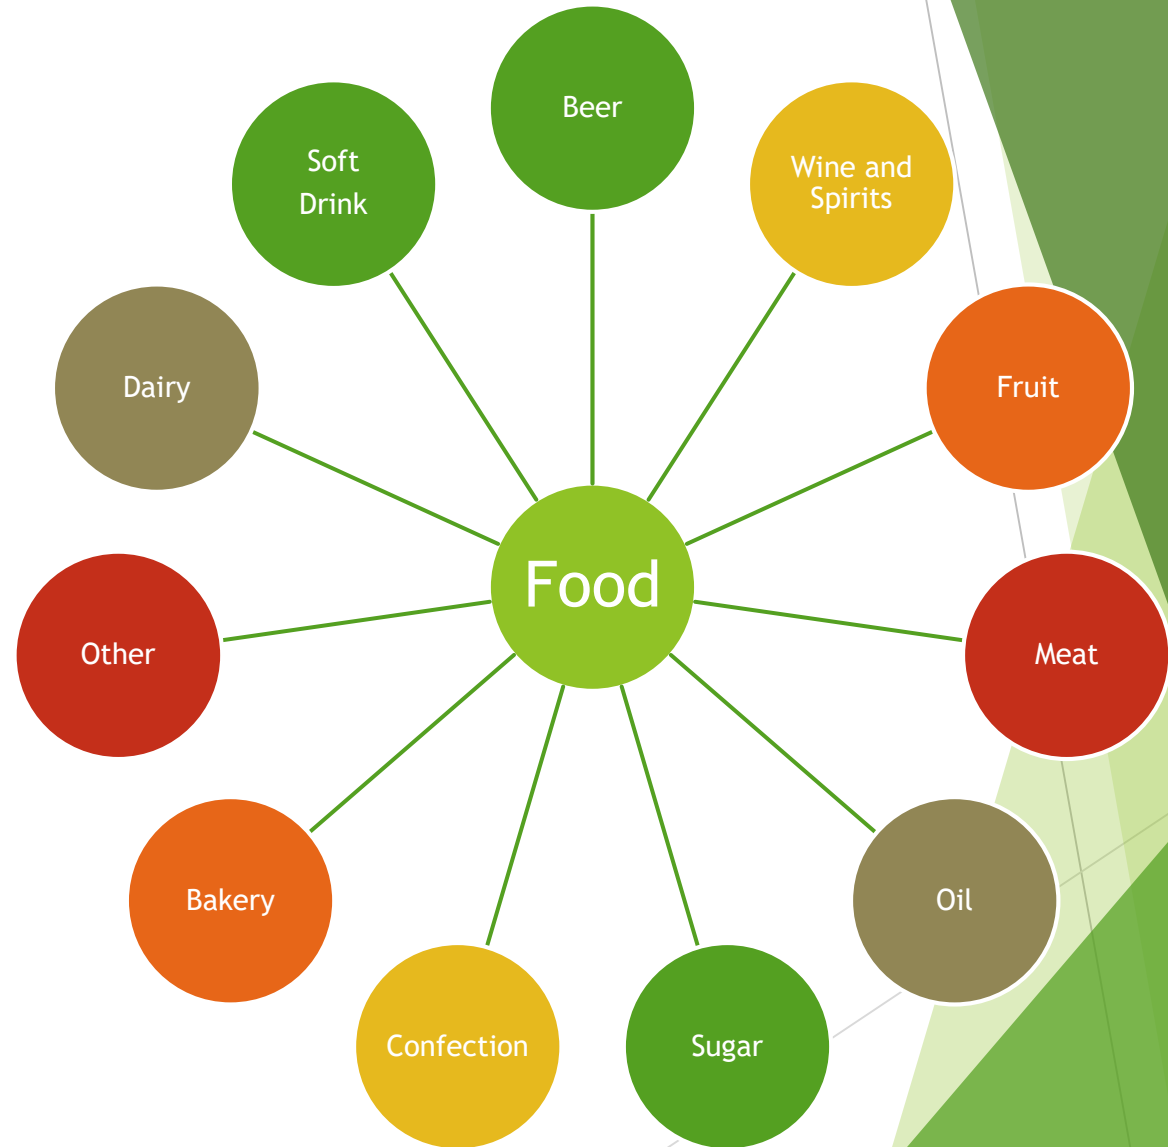 Beer
Wine and
Spirits
Fruit
Meat
Oil
Sugar
Confection
Bakery
Other
Dairy
Soft
Drink
Food